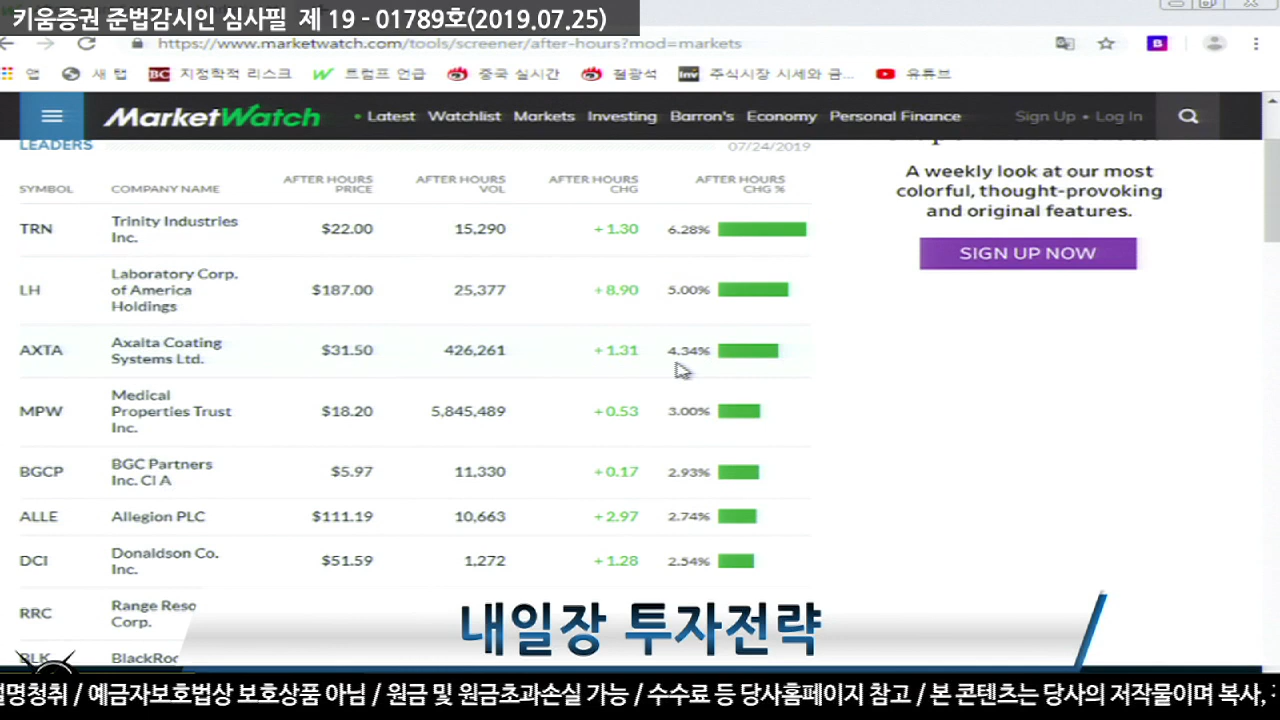 키움증권 준법감시인 심사필 제 19 - 01789호(2019.07.25)
https://www.marketwatch.com/tools/screener/after-hours?mod=markets
앱 새 탭 BC 지정학적 리스크 트럼프 언급 중국 실시간 철광석 Inv 주식시장 시세와 금... 유튜브
MarketWatch • Latest Watchlist Markets Investing Barron's Economy Personal Finance Sign Up • Log In
LEADERS 07/24/2019
SYMBOL COMPANY NAME AFTER HOURS PRICE AFTER HOURS VOL AFTER HOURS CHG AFTER HOURS CHG %
TRN Trinity Industries Inc. $22.00 15,290 +1.30 6.28%
LH Laboratory Corp. of America Holdings $187.00 25,377 +8.90 5.00%
AXTA Axalta Coating Systems Ltd. $31.50 426,261 +1.31 4.34%
MPW Medical Properties Trust Inc. $18.20 5,845,489 +0.53 3.00%
BGCP BGC Partners Inc. Cl A $5.97 11,330 +0.17 2.93%
ALLE Allegion PLC $111.19 10,663 +2.97 2.74%
DCI Donaldson Co. Inc. $51.59 1,272 +1.28 2.54%
RRC Range Reso Corp.
BLK BlackRoc
A weekly look at our most
colorful, thought-provoking
and original features.
SIGN UP NOW
내일장 투자전략
설명청취 / 예금자보호법상 보호상품 아님 / 원금 및 원금초과손실 가능 / 수수료 등 당사홈페이지 참고 / 본 콘텐츠는 당사의 저작물이며 복사,